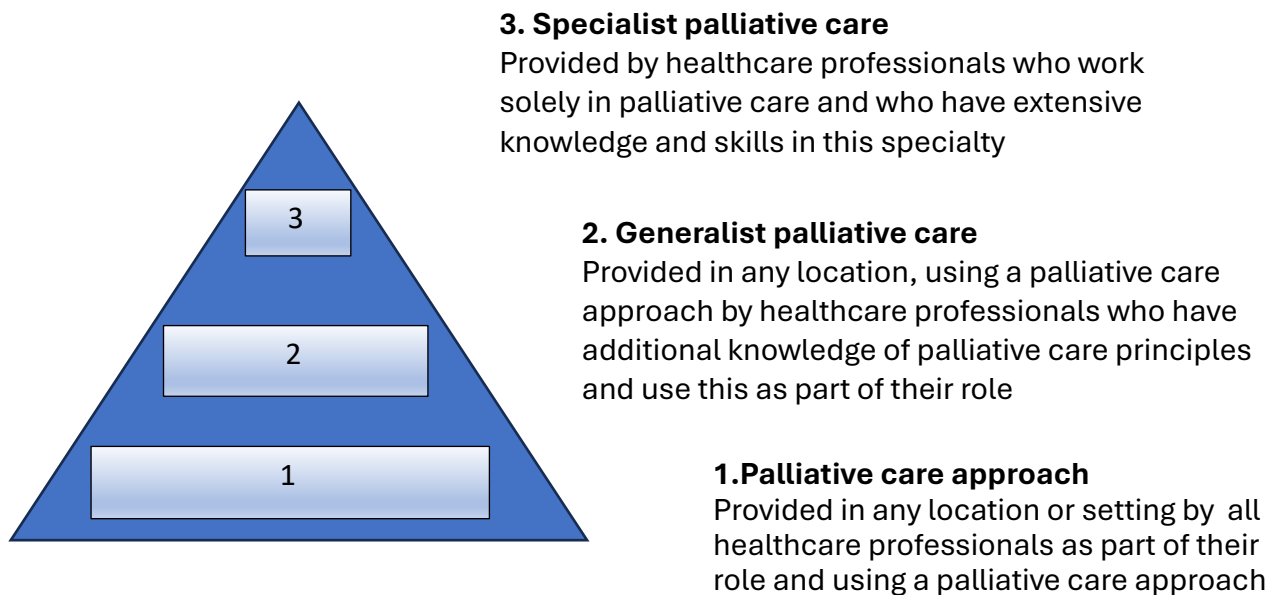 3. Specialist palliative care
Provided by healthcare professionals who work
solely in palliative care and who have extensive
knowledge and skills in this specialty
3
2. Generalist palliative care
Provided in any location, using a palliative care
approach by healthcare professionals who have
additional knowledge of palliative care principles
and use this as part of their role
2
1.Palliative care approach
Provided in any location or setting by  all
healthcare professionals as part of their
role and using a palliative care approach
1